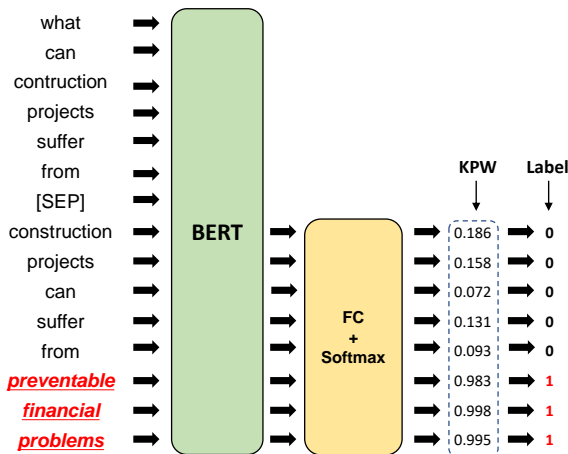 what
can
contruction
projects
suffer
from
[SEP]
KPW Label
construction 0.186 0
projects 0.158 0
can 0.072 0
suffer 0.131 0
from 0.093 0
preventable 0.983 1
financial 0.998 1
problems 0.995 1
BERT
FC
+
Softmax